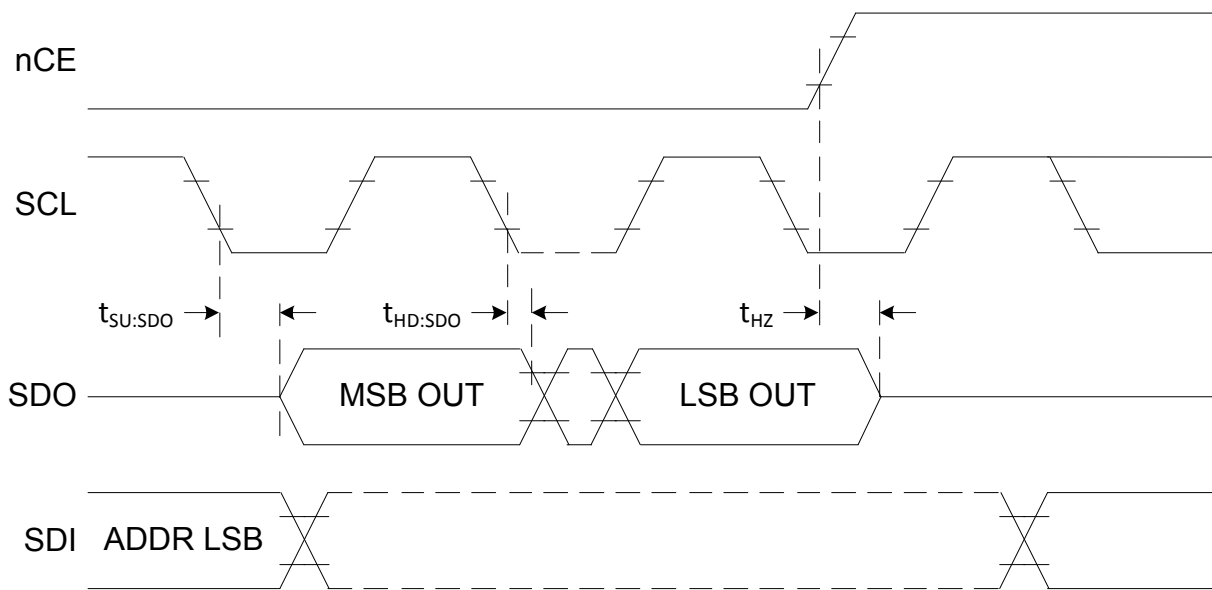 nCE
SCL
tSU:SDO
tHD:SDO
tHZ
SDO
MSB OUT
LSB OUT
SDI
ADDR LSB